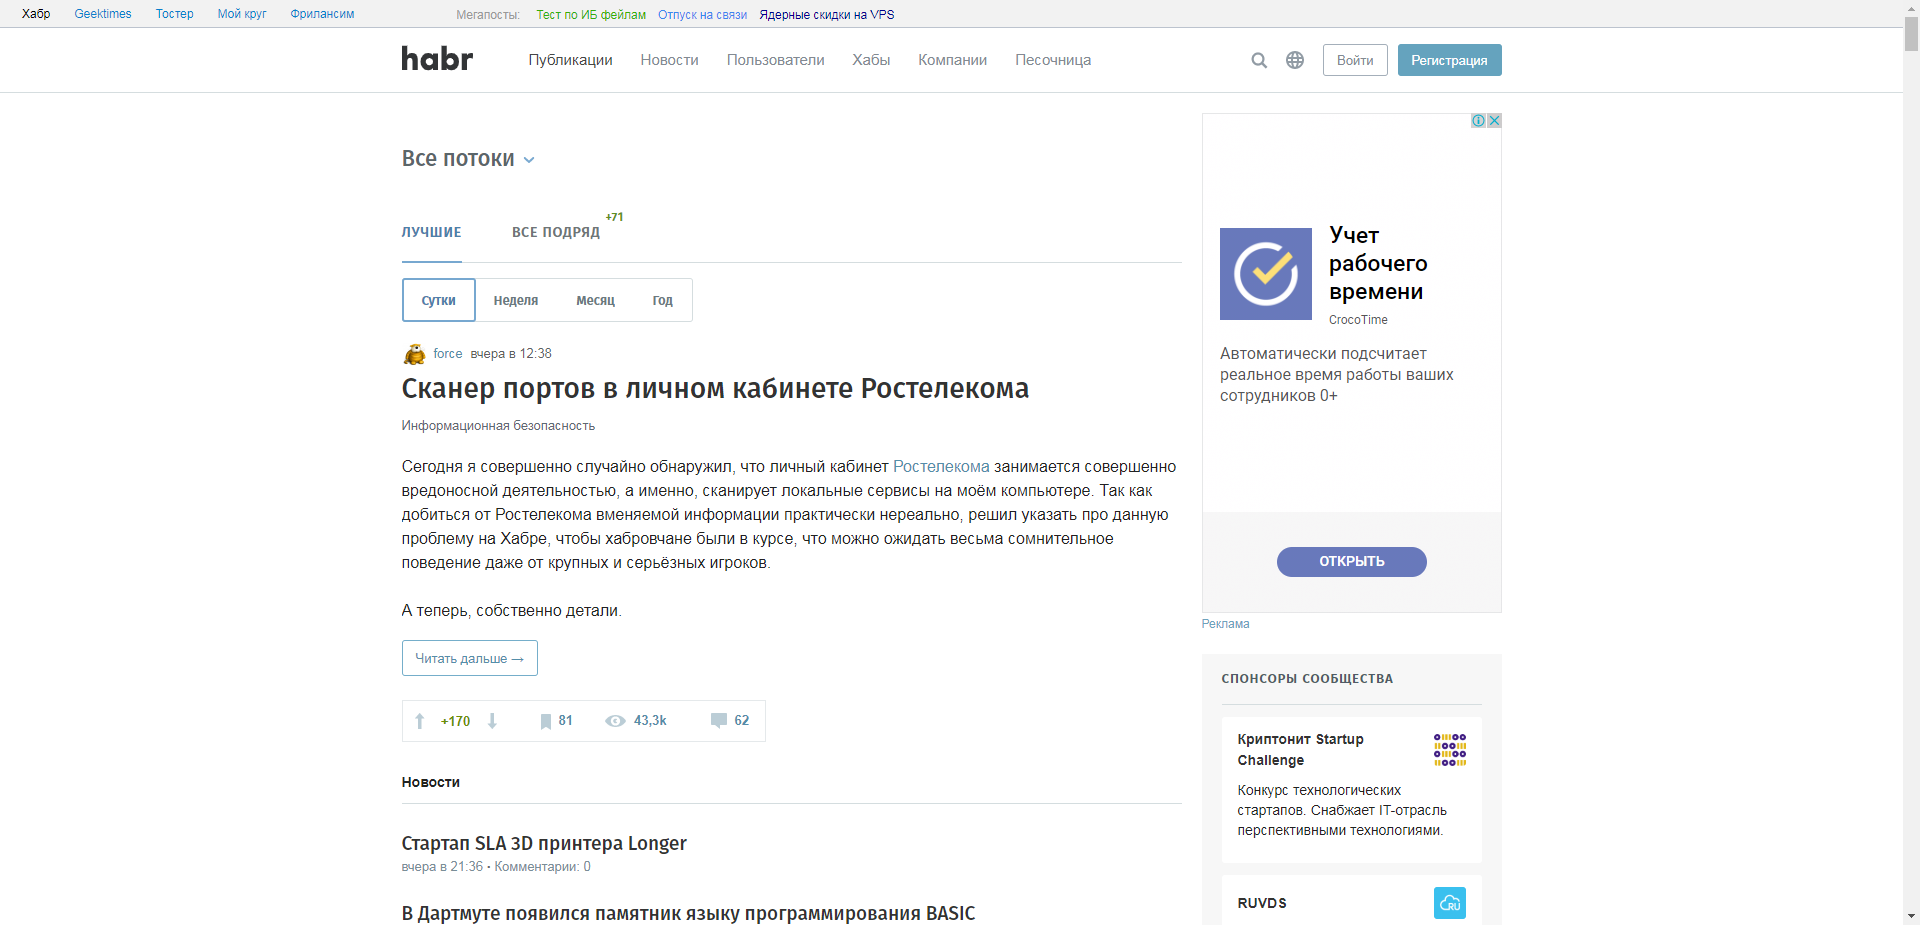 Хабр Geektimes Тостер Мой круг Фрилансим Мегапосты: Тест по ИБ фейлам Отпуск на связи Ядерные скидки на VPS
habr Публикации Новости Пользователи Хабы Компании Песочница Войти Регистрация
Все потоки
ЛУЧШИЕ ВСЕ ПОДРЯД +71
Сутки Неделя Месяц Год
force вчера в 12:38
Сканер портов в личном кабинете Ростелекома
Информационная безопасность
Сегодня я совершенно случайно обнаружил, что личный кабинет Ростелекома занимается совершенно
вредоносной деятельностью, а именно, сканирует локальные сервисы на моём компьютере. Так как
добиться от Ростелекома вменяемой информации практически нереально, решил указать про данную
проблему на Хабре, чтобы хабровчане были в курсе, что можно ожидать весьма сомнительное
поведение даже от крупных и серьёзных игроков.
А теперь, собственно детали.
Читать дальше →
+170 81 43,3k 62
Новости
Стартап SLA 3D принтера Longer
вчера в 21:36 • Комментарии: 0
В Дартмуте появился памятник языку программирования BASIC
Учет
рабочего
времени
CrocoTime
Автоматически подсчитает
реальное время работы ваших
сотрудников 0+
ОТКРЫТЬ
Реклама
СПОНСОРЫ СООБЩЕСТВА
Криптонит Startup
Challenge
Конкурс технологических
стартапов. Снабжает IT-отрасль
перспективными технологиями.
RUVDS
RU